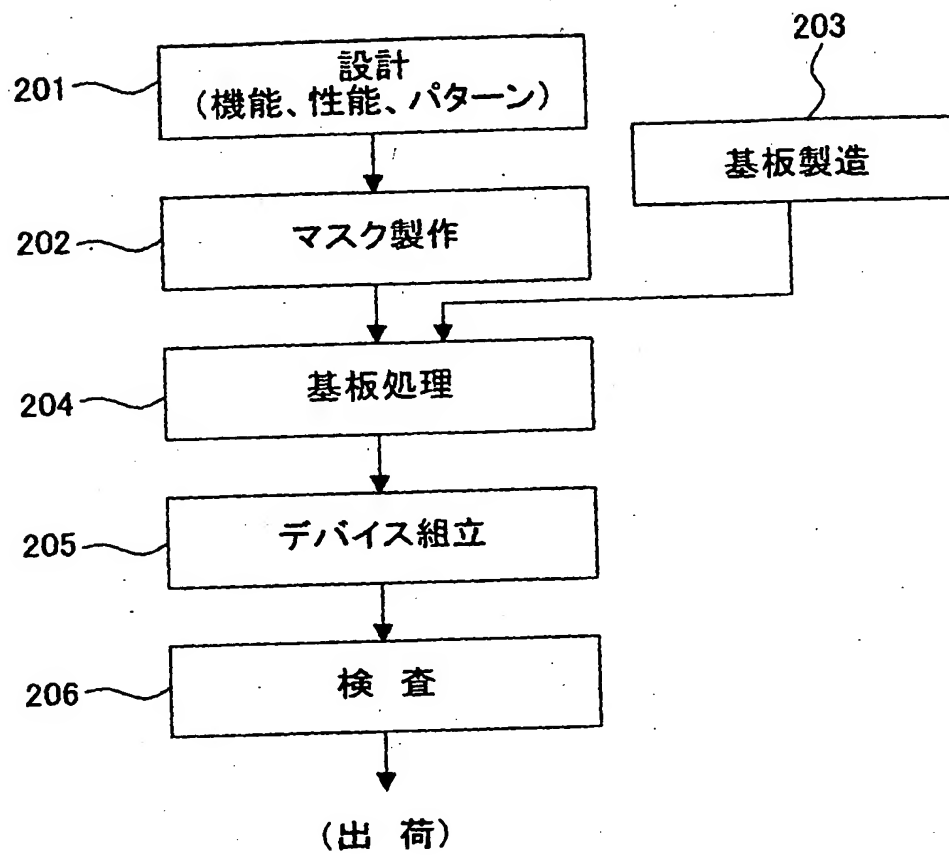 203
201
設計
(機能、性能、パターン)
基板製造
202
マスク製作
204
基板処理
205
デバイス組立
206
検 査
(出 荷)